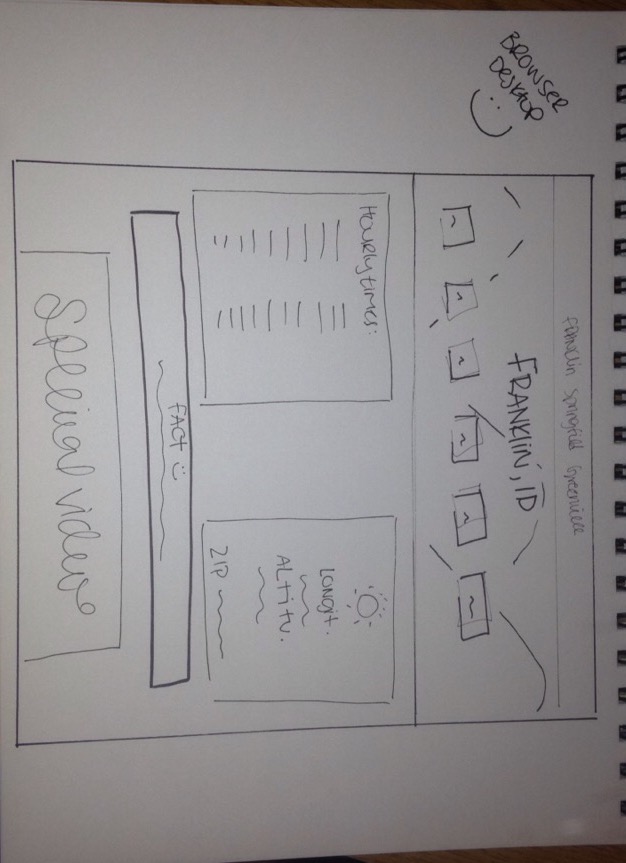 BROWSER
DESKTOP
Franklin Springfield Greenville
FRANKLIN, ID
Hourly times:
LONGIT.
ALTITU.
ZIP
FACT
Special video